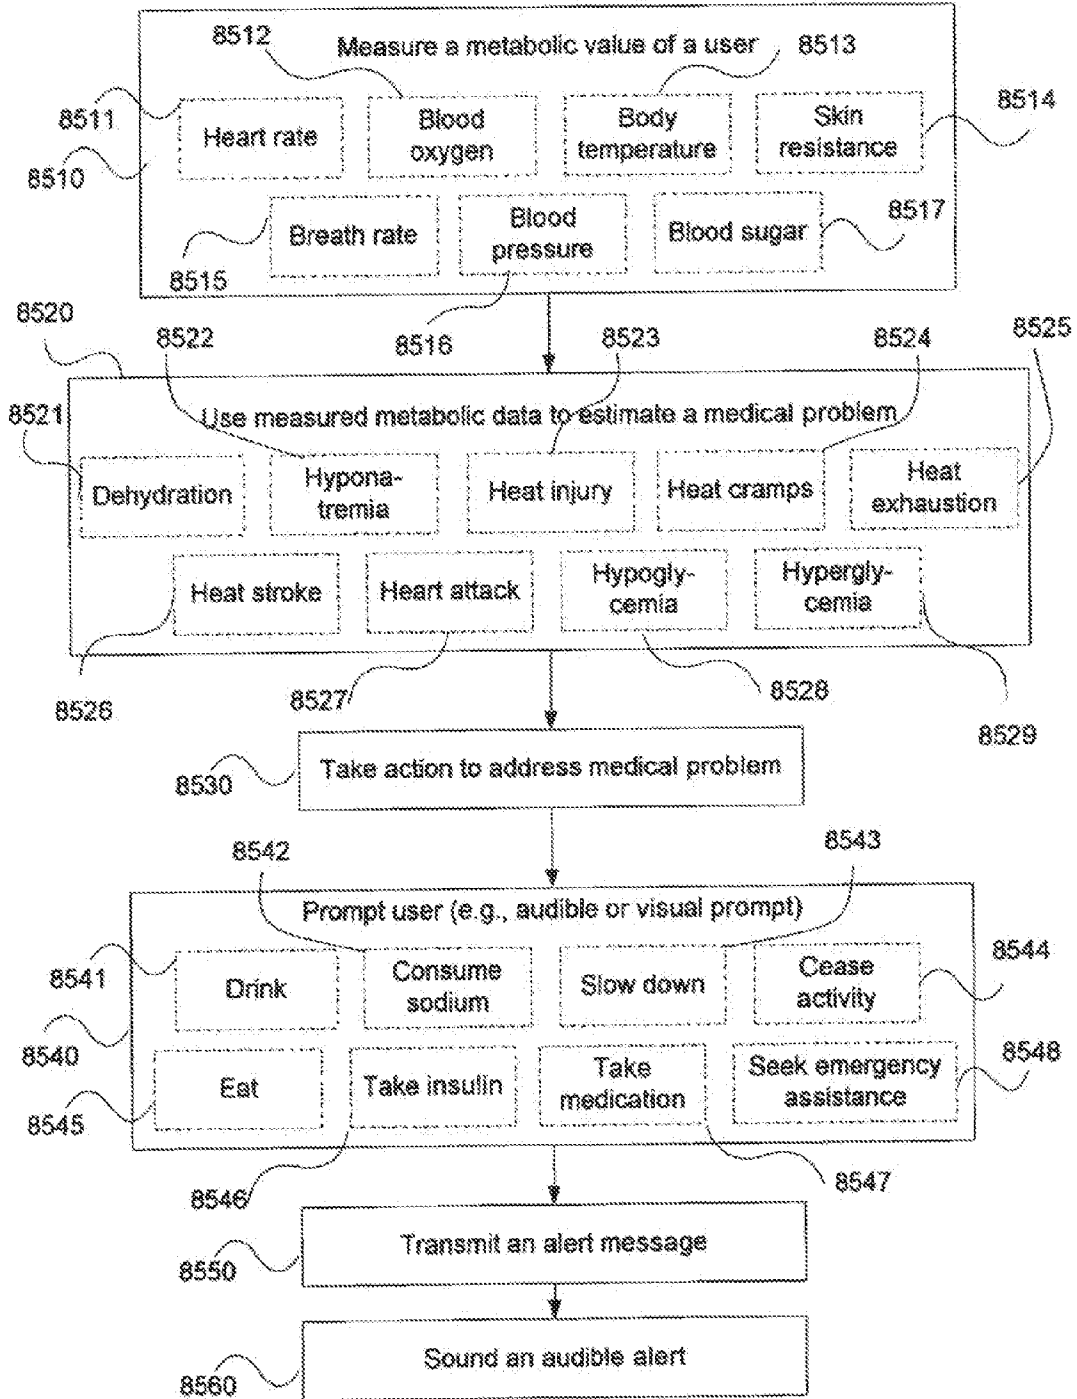 8512
Measure a metabolic value of a user
8513
8511
Heart rate
Blood
oxygen
Body
temperature
Skin
resistance
8514
8510
Breath rate
Blood
pressure
Blood sugar
8517
8515
8516
8520
8522
8523
8524
8525
8521
Use measured metabolic data to estimate a medical problem
Dehydration
Hypona-
tremia
Heat injury
Heat cramps
Heat
exhaustion
Heat stroke
Heart attack
Hypogly-
cemia
Hypergly-
cemia
8526
8527
8528
8529
8530
Take action to address medical problem
8542
8543
Prompt user (e.g., audible or visual prompt)
8541
Drink
Consume
sodium
Slow down
Cease
activity
8544
8540
Eat
Take insulin
Take
medication
Seek emergency
assistance
8548
8545
8546
8547
Transmit an alert message
8550
Sound an audible alert
8560